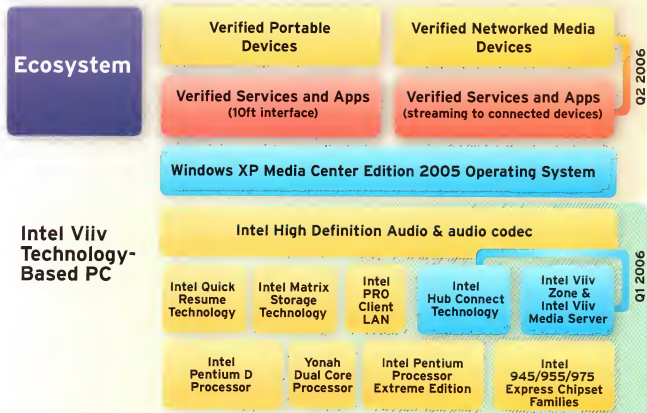 Ecosystem
Verified Portable
Devices
Verified Networked Media
Devices
Verified Services and Apps
(10ft interface)
Verified Services and Apps
(streaming to connected devices)
Q2 2006
Windows XP Media Center Edition 2005 Operating System
Intel Viiv
Technology-
Based PC
Intel High Definition Audio & audio codec
Intel Quick
Resume
Technology
Intel Matrix
Storage
Technology
Intel
PRO
Client
LAN
Intel
Hub Connect
Technology
Intel Viiv
Zone &
Intel Viiv
Media Server
Q1 2006
Intel
Pentium D
Processor
Yonah
Dual Core
Processor
Intel Pentium
Processor
Extreme Edition
Intel
945/955/975
Express Chipset
Families